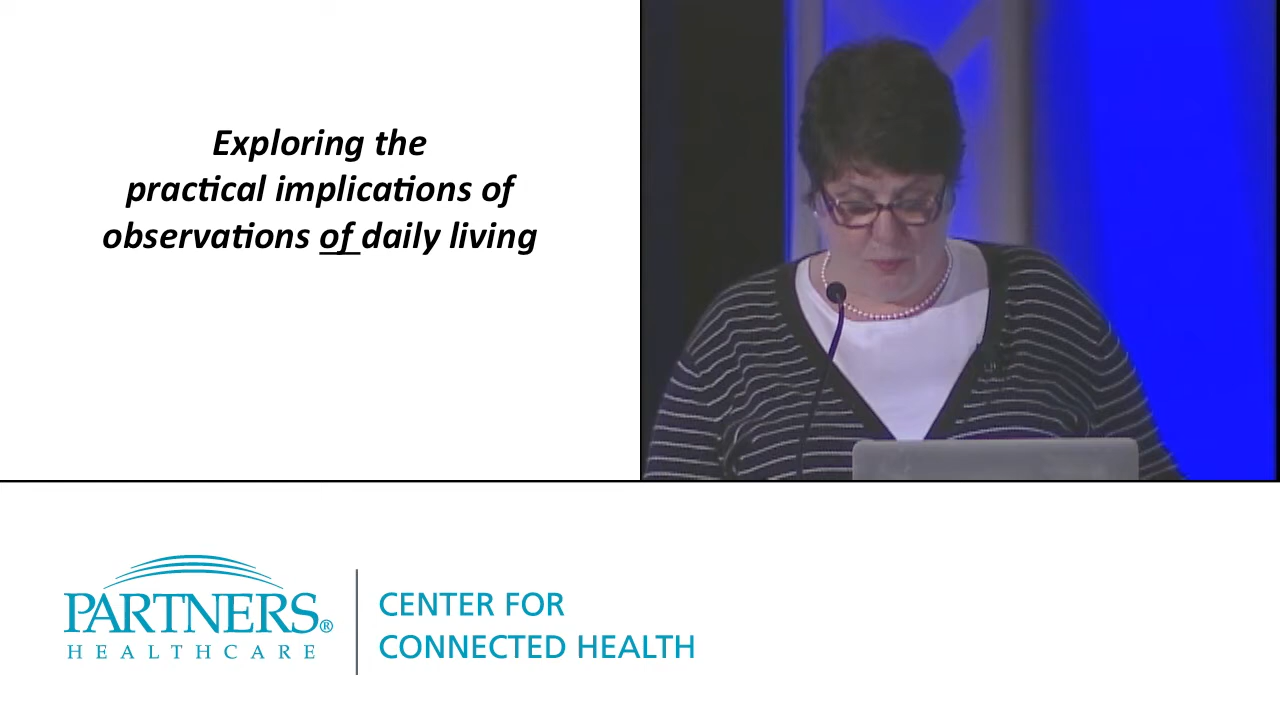 Exploring the
practical implications of
observations of daily living
PARTNERS®
HEALTHCARE
CENTER FOR
CONNECTED HEALTH